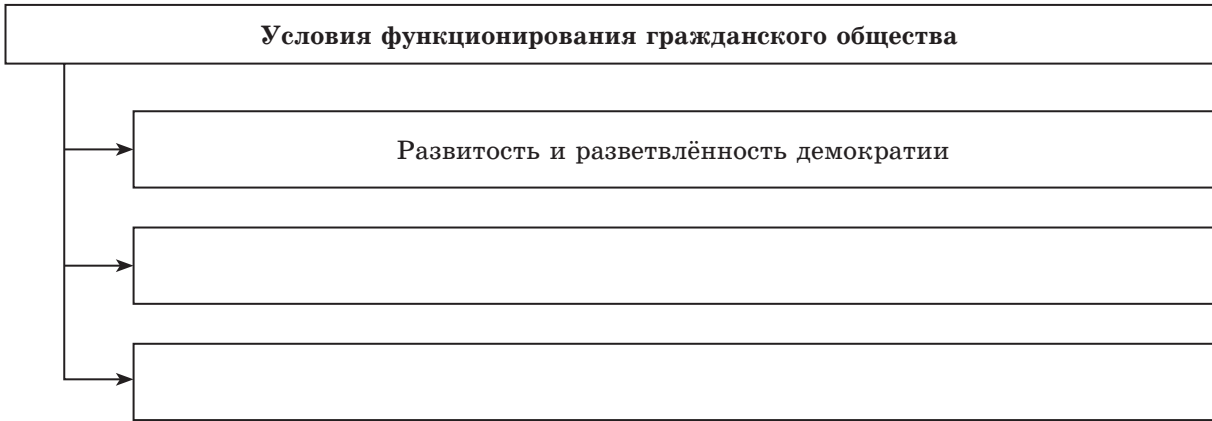 Условия функционирования гражданского общества
Развитость и разветвлённость демократии